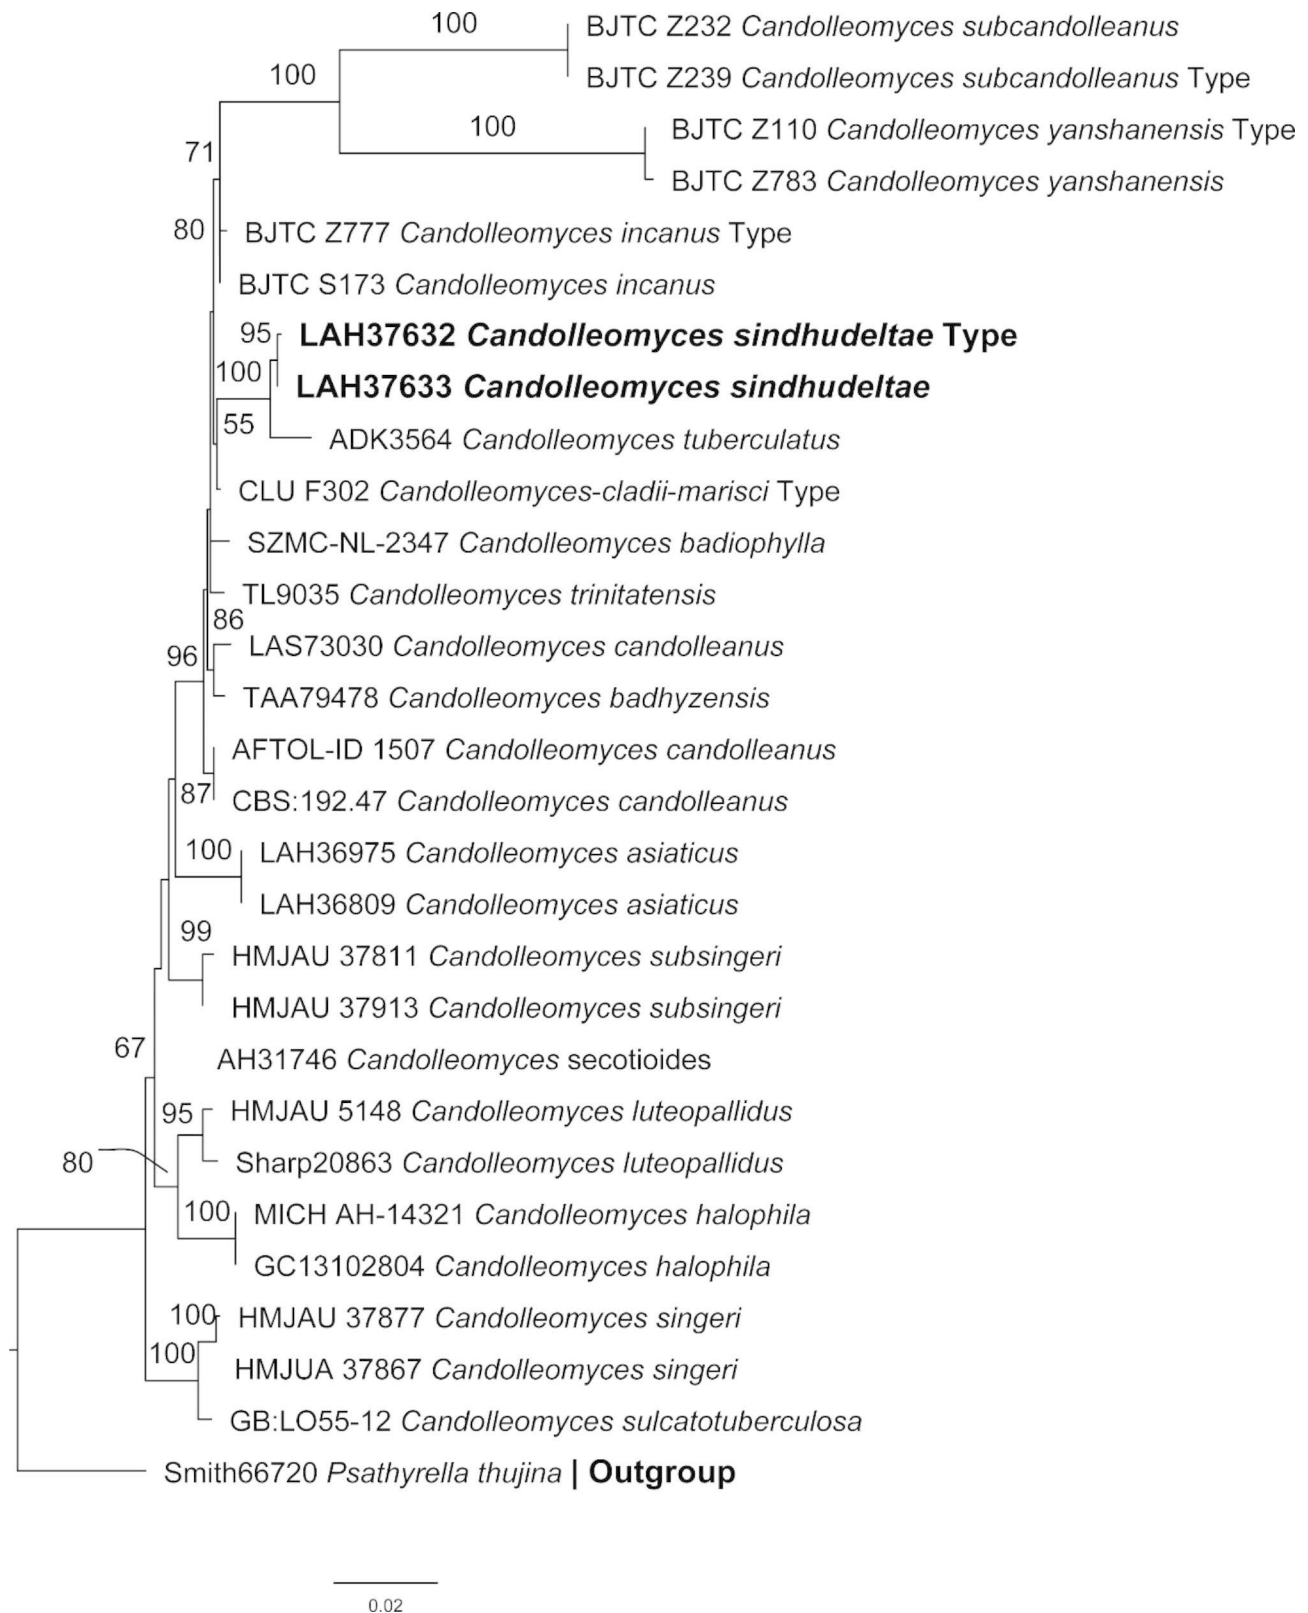 100
BJTC Z232 Candolleomyces subcandolleanus
100
BJTC Z239 Candolleomyces subcandolleanus Type
100
BJTC Z110 Candolleomyces yanshanensis Type
71
BJTC Z783 Candolleomyces yanshanensis
80
BJTC Z777 Candolleomyces incanus Type
BJTC S173 Candolleomyces incanus
95
LAH37632 Candolleomyces sindhudeltae Type
100
LAH37633 Candolleomyces sindhudeltae
55
ADK3564 Candolleomyces tuberculatus
CLU F302 Candolleomyces-cladii-marisci Type
SZMC-NL-2347 Candolleomyces badiophylla
TL9035 Candolleomyces trinitatensis
86
LAS73030 Candolleomyces candolleanus
96
TAA79478 Candolleomyces badhyzensis
AFTOL-ID 1507 Candolleomyces candolleanus
87
CBS:192.47 Candolleomyces candolleanus
100
LAH36975 Candolleomyces asiaticus
LAH36809 Candolleomyces asiaticus
99
HMJAU 37811 Candolleomyces subsingeri
HMJAU 37913 Candolleomyces subsingeri
67
AH31746 Candolleomyces secotioides
95
HMJAU 5148 Candolleomyces luteopallidus
80
Sharp20863 Candolleomyces luteopallidus
100
MICH AH-14321 Candolleomyces halophila
GC13102804 Candolleomyces halophila
100
HMJAU 37877 Candolleomyces singeri
100
HMJUA 37867 Candolleomyces singeri
GB:LO55-12 Candolleomyces sulcatotuberculosa
Smith66720 Psathyrella thujina | Outgroup
0.02